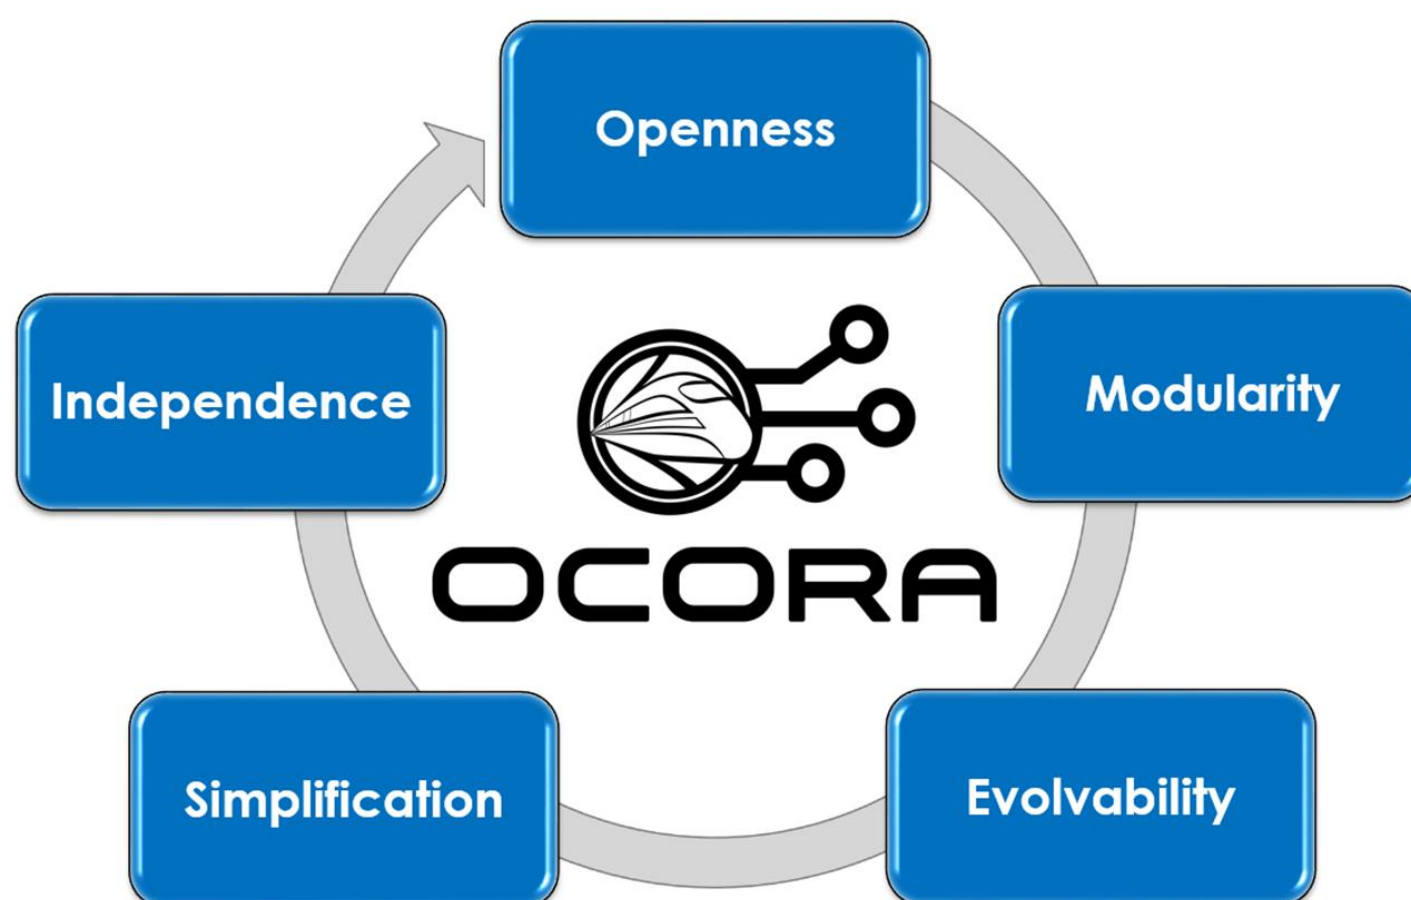 Openness
Modularity
Evolvability
Simplification
Independence
OCORA